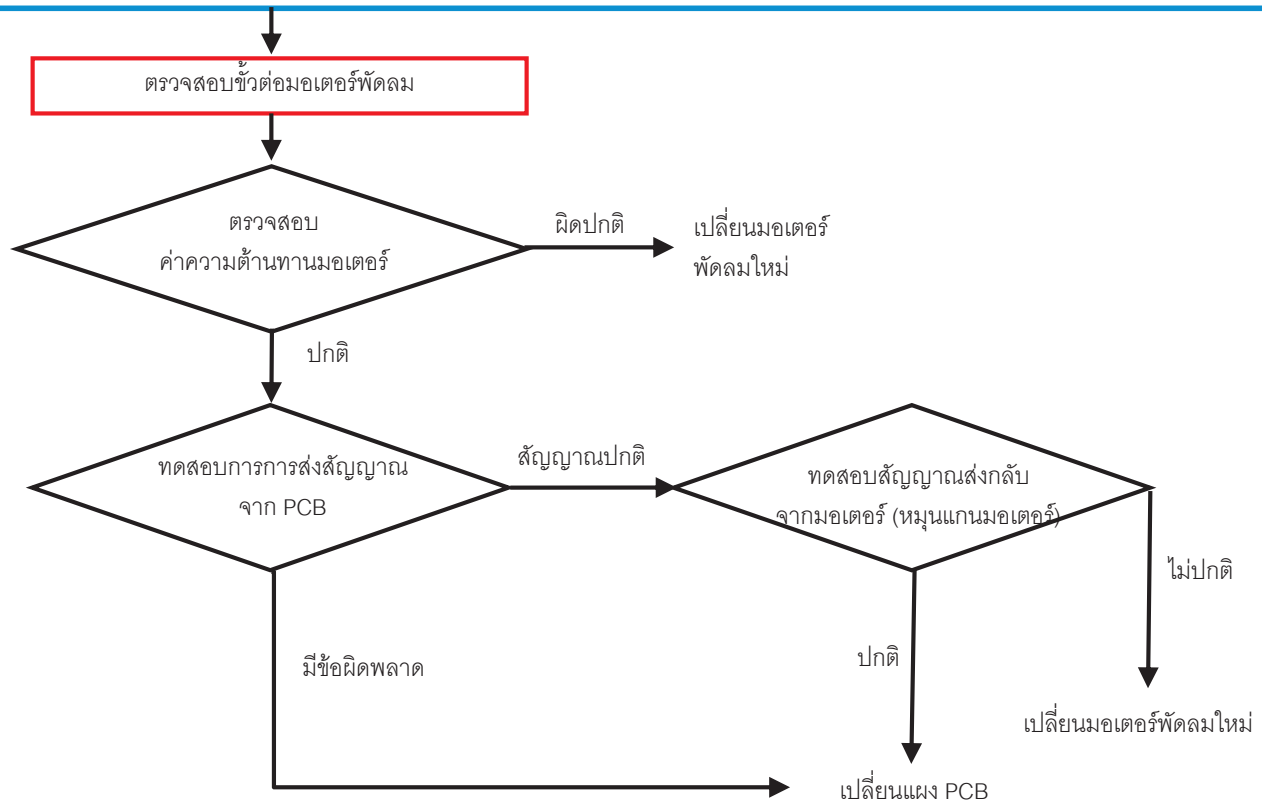 ตรวจสอบขั้วต่อมอเตอร์พัดลม
ตรวจสอบ
ค่าความต้านทานมอเตอร์
ผิดปกติ
เปลี่ยนมอเตอร์
พัดลมใหม่
ปกติ
ทดสอบการการส่งสัญญาณ
จาก PCB
สัญญาณปกติ
ทดสอบสัญญาณส่งกลับ
จากมอเตอร์ (หมุนแกนมอเตอร์)
ไม่ปกติ
มีข้อผิดพลาด
ปกติ
เปลี่ยนมอเตอร์พัดลมใหม่
เปลี่ยนแผง PCB